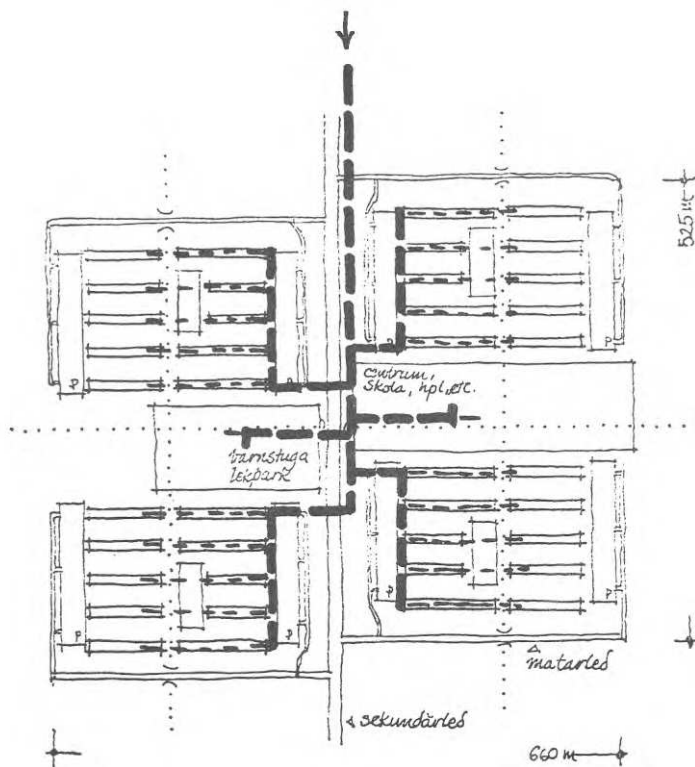 525 m
p
p
centrum,
skola, hpl, etc.
p
p
barnstuga
lekpark
p
p
p
p
matarled
sekundärled
660 m